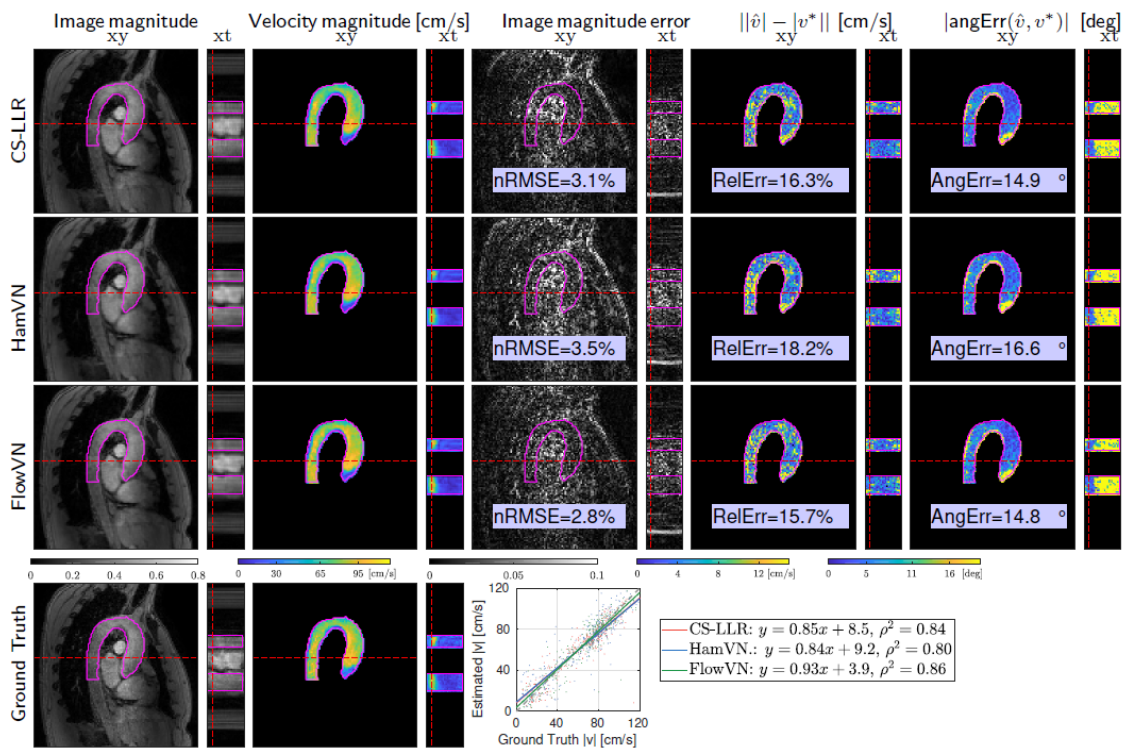 Image magnitude
xy xt
Velocity magnitude [cm/s]
xy xt
Image magnitude error
xy xt
||v̂| − |v*|| [cm/s]
xy xt
|angErr(v̂, v*)| [deg]
xy xt
CS-LLR
nRMSE=3.1%
RelErr=16.3%
AngErr=14.9 °
HamVN
nRMSE=3.5%
RelErr=18.2%
AngErr=16.6 °
FlowVN
nRMSE=2.8%
RelErr=15.7%
AngErr=14.8 °
0 0.2 0.4 0.6 0.8
0 30 65 95 [cm/s]
0 0.05 0.1
0 4 8 12 [cm/s]
0 5 11 16 [deg]
Ground Truth
Estimated |v| [cm/s]
120
80
40
0
0 40 80 120
Ground Truth |v| [cm/s]
CS-LLR: y = 0.85x + 8.5, ρ² = 0.84
HamVN.: y = 0.84x + 9.2, ρ² = 0.80
FlowVN: y = 0.93x + 3.9, ρ² = 0.86